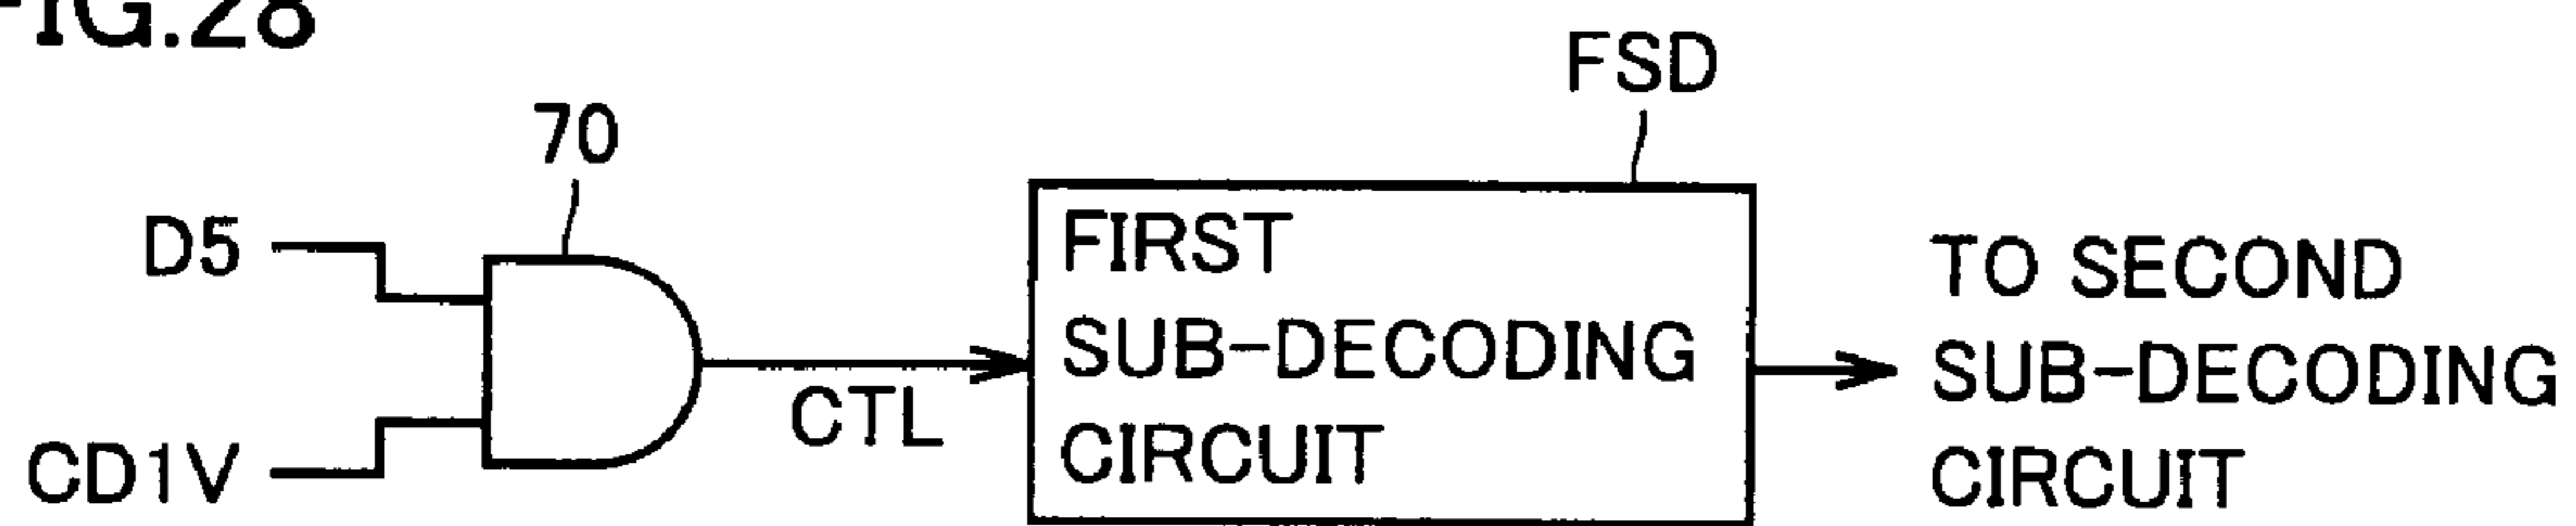 FIG.28
FSD
70
D5
CD1V
CTL
FIRST
SUB-DECODING
CIRCUIT
TO SECOND
SUB-DECODING
CIRCUIT